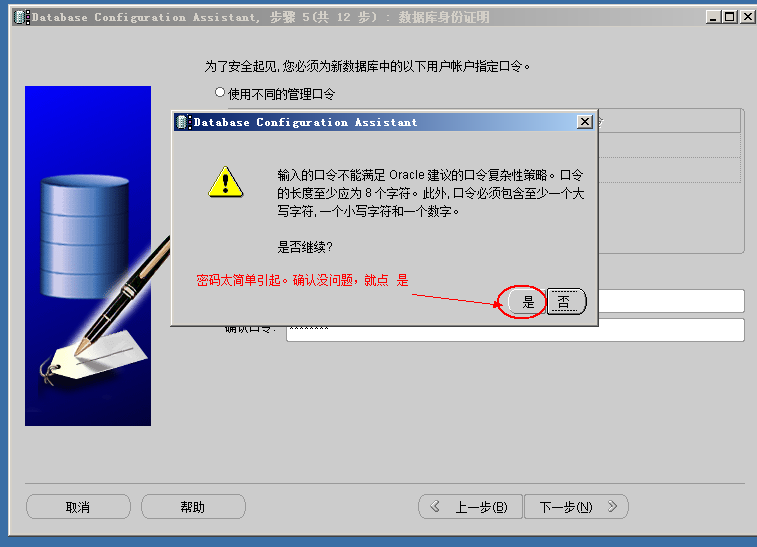 Database Configuration Assistant, 步骤 5(共 12 步) : 数据库身份证明
为了安全起见,您必须为新数据库中的以下用户帐户指定口令。
使用不同的管理口令
Database Configuration Assistant
输入的口令不能满足 Oracle 建议的口令复杂性策略。口令
的长度至少应为 8 个字符。此外,口令必须包含至少一个大
写字符,一个小写字符和一个数字。
是否继续?
密码太简单引起。确认没问题，就点 是
是
否
确认口令:
********
取消
帮助
上一步(B)
下一步(N)